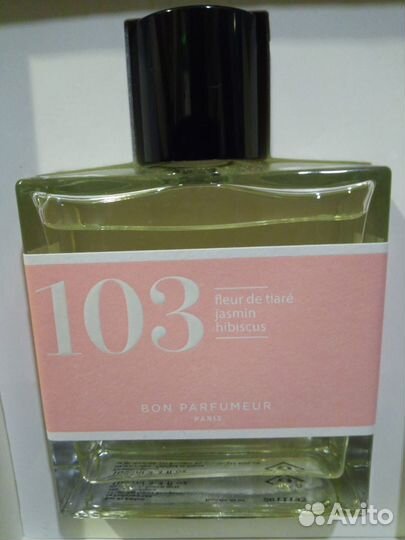 103
fleur de tiaré
jasmin
hibiscus
BON PARFUMEUR
PARIS
Avito